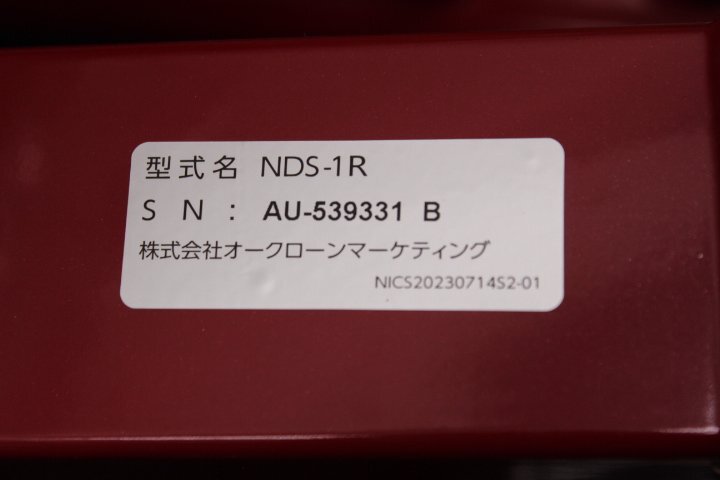 型式名 NDS-1R
S N : AU-539331 B
株式会社オークローンマーケティング
NICS20230714S2-01